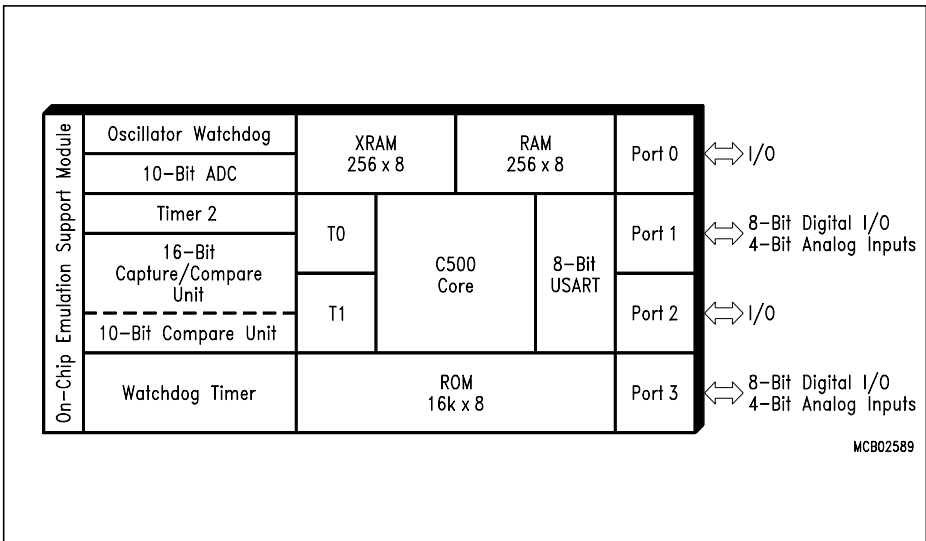 On-Chip Emulation Support Module
Oscillator Watchdog
10-Bit ADC
Timer 2
16-Bit
Capture/Compare
Unit
10-Bit Compare Unit
Watchdog Timer
XRAM
256 x 8
RAM
256 x 8
T0
T1
C500
Core
8-Bit
USART
ROM
16k x 8
Port 0
I/O
Port 1
8-Bit Digital I/O
4-Bit Analog Inputs
Port 2
I/O
Port 3
8-Bit Digital I/O
4-Bit Analog Inputs
MCB02589